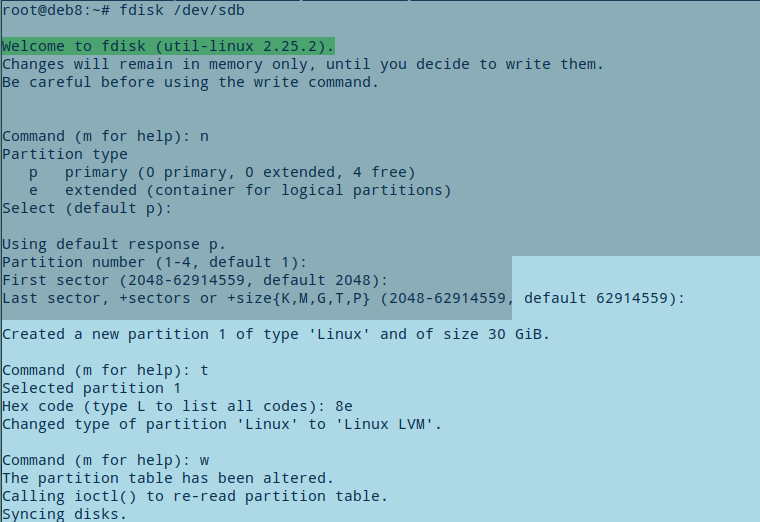 root@deb8:~# fdisk /dev/sdb
Welcome to fdisk (util-linux 2.25.2).
Changes will remain in memory only, until you decide to write them.
Be careful before using the write command.
Command (m for help): n
Partition type
   p   primary (0 primary, 0 extended, 4 free)
   e   extended (container for logical partitions)
Select (default p):
Using default response p.
Partition number (1-4, default 1):
First sector (2048-62914559, default 2048):
Last sector, +sectors or +size{K,M,G,T,P} (2048-62914559, default 62914559):
Created a new partition 1 of type 'Linux' and of size 30 GiB.
Command (m for help): t
Selected partition 1
Hex code (type L to list all codes): 8e
Changed type of partition 'Linux' to 'Linux LVM'.
Command (m for help): w
The partition table has been altered.
Calling ioctl() to re-read partition table.
Syncing disks.